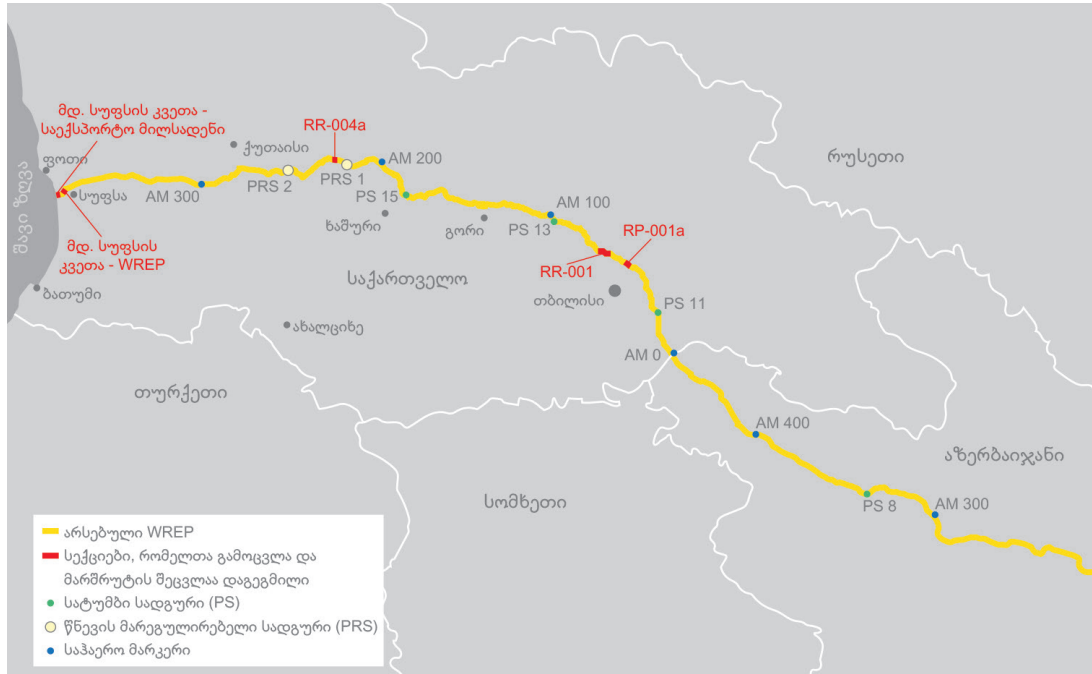 მდ. სუფსის კვეთა -
საექსპორტო მილსადენი
ფოთი
სუფსა
შავი ზღვა
მდ. სუფსის
კვეთა - WREP
ბათუმი
ქუთაისი
AM 300
PRS 2
RR-004a
PRS 1
AM 200
PS 15
ხაშური
გორი
AM 100
PS 13
RP-001a
RR-001
თბილისი
საქართველო
რუსეთი
PS 11
AM 0
ახალციხე
თურქეთი
სომხეთი
AM 400
აზერბაიჯანი
PS 8
AM 300
არსებული WREP
სექციები, რომელთა გამოცვლა და
მარშრუტის შეცვლაა დაგეგმილი
სატუმბი სადგური (PS)
წნევის მარეგულირებელი სადგური (PRS)
საჰაერო მარკერი